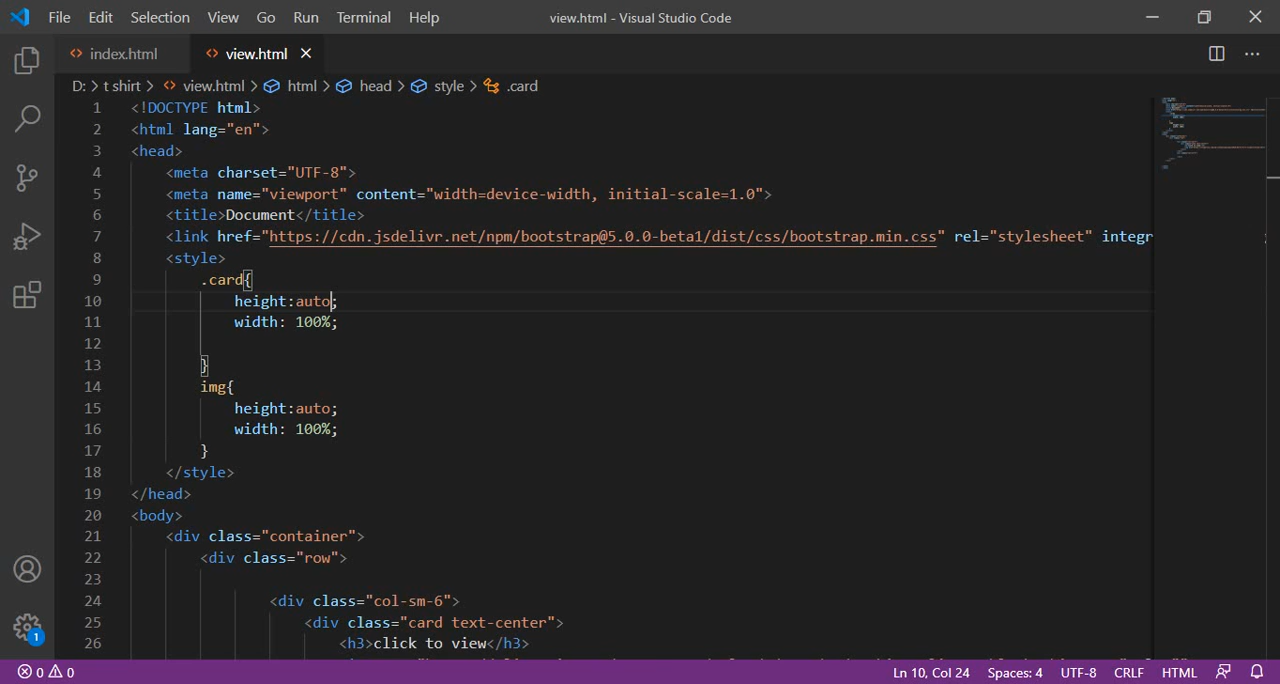 File Edit Selection View Go Run Terminal Help view.html - Visual Studio Code
index.html view.html
D: > t shirt > view.html > html > head > style > .card
1 <!DOCTYPE html>
2 <html lang="en">
3 <head>
4 <meta charset="UTF-8">
5 <meta name="viewport" content="width=device-width, initial-scale=1.0">
6 <title>Document</title>
7 <link href="https://cdn.jsdelivr.net/npm/bootstrap@5.0.0-beta1/dist/css/bootstrap.min.css" rel="stylesheet" integr
8 <style>
9 .card{
10 height:auto;
11 width: 100%;
12
13 }
14 img{
15 height:auto;
16 width: 100%;
17 }
18 </style>
19 </head>
20 <body>
21 <div class="container">
22 <div class="row">
23
24 <div class="col-sm-6">
25 <div class="card text-center">
26 <h3>click to view</h3>
1
0 0 Ln 10, Col 24 Spaces: 4 UTF-8 CRLF HTML